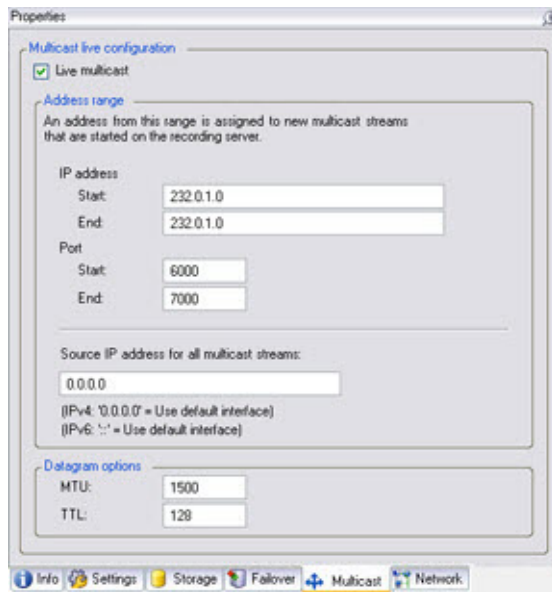 Properties
Multicast live configuration
Live multicast
Address range
An address from this range is assigned to new multicast streams
that are started on the recording server.
IP address
Start: 232.0.1.0
End: 232.0.1.0
Port
Start: 6000
End: 7000
Source IP address for all multicast streams:
0.0.0.0
(IPv4: '0.0.0.0' = Use default interface)
(IPv6: '::' = Use default interface)
Datagram options
MTU: 1500
TTL: 128
Info Settings Storage Failover Multicast Network